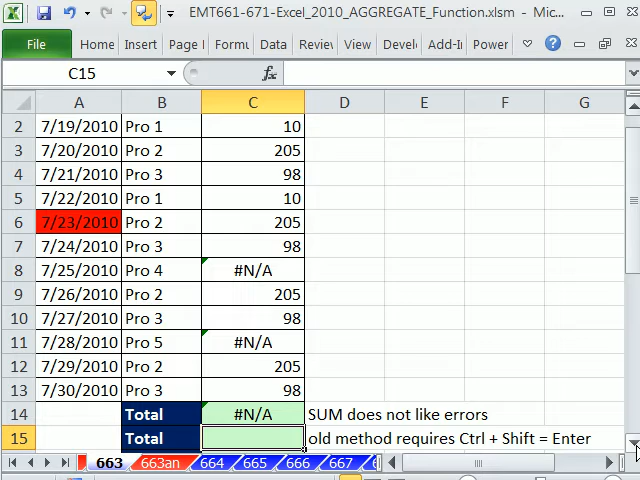 EMT661-671-Excel_2010_AGGREGATE_Function.xlsm - Mic...
File Home Insert Page Formu Data Review View Develo Add-In Power
C15 fx
A B C D E F G
2 7/19/2010 Pro 1 10
3 7/20/2010 Pro 2 205
4 7/21/2010 Pro 3 98
5 7/22/2010 Pro 1 10
6 7/23/2010 Pro 2 205
7 7/24/2010 Pro 3 98
8 7/25/2010 Pro 4 #N/A
9 7/26/2010 Pro 2 205
10 7/27/2010 Pro 3 98
11 7/28/2010 Pro 5 #N/A
12 7/29/2010 Pro 2 205
13 7/30/2010 Pro 3 98
14 Total #N/A SUM does not like errors
15 Total old method requires Ctrl + Shift = Enter
663 663an 664 665 666 667